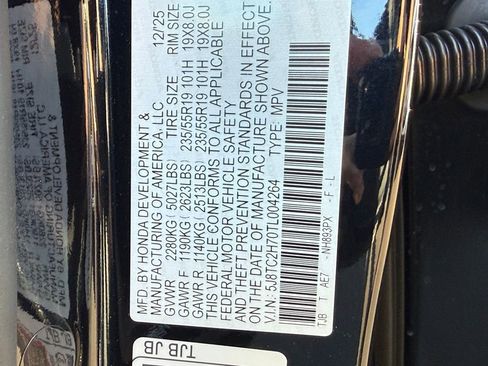 MFD BY HONDA DEVELOPMENT & 12/25
MANUFACTURING OF AMERICA, LLC
GVWR 2280KG ( 5027LBS) TIRE SIZE RIM SIZE
GAWR F 1190KG ( 2623LBS) 235/55R19 101H 19X8.0J
GAWR R 1140KG ( 2513LBS) 235/55R19 101H 19X8.0J
THIS VEHICLE CONFORMS TO ALL APPLICABLE
FEDERAL MOTOR VEHICLE SAFETY
AND THEFT PREVENTION STANDARDS IN EFFECT
ON THE DATE OF MANUFACTURE SHOWN ABOVE.
V.I.N: 5J8TC2H70TL004264 TYPE: MPV
TJB T AE7 -NH893PX -F -L
TJB JB